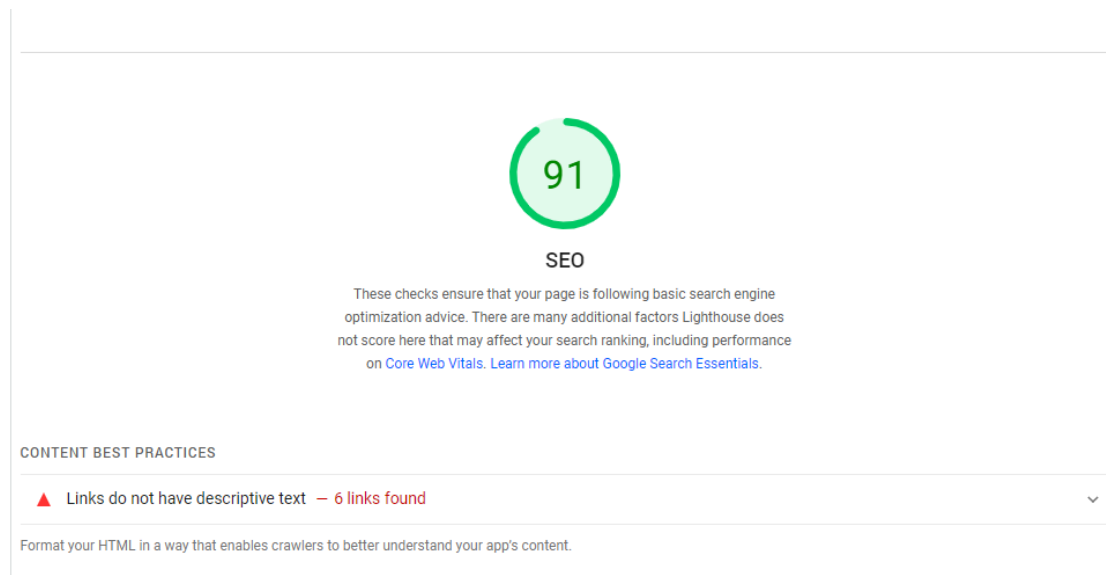 91
SEO
These checks ensure that your page is following basic search engine
optimization advice. There are many additional factors Lighthouse does
not score here that may affect your search ranking, including performance
on Core Web Vitals. Learn more about Google Search Essentials.
CONTENT BEST PRACTICES
Links do not have descriptive text — 6 links found
Format your HTML in a way that enables crawlers to better understand your app's content.